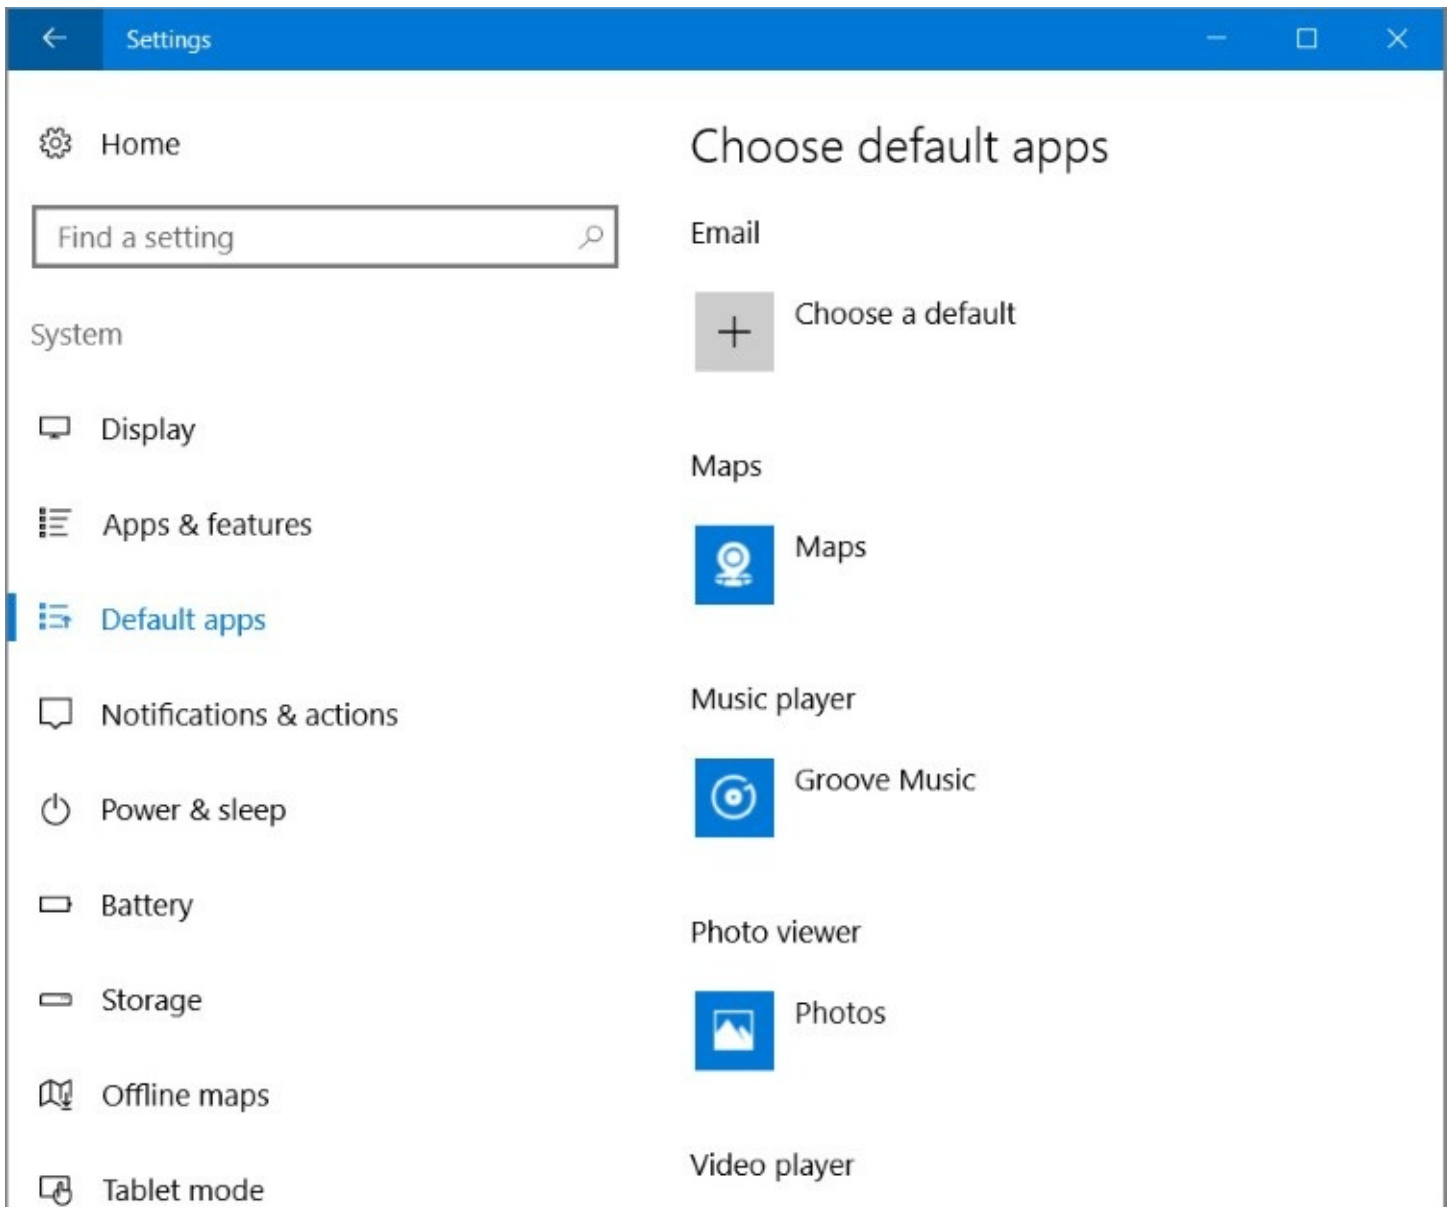 Settings
Home
Find a setting
System
Display
Apps & features
Default apps
Notifications & actions
Power & sleep
Battery
Storage
Offline maps
Tablet mode
Choose default apps
Email
Choose a default
Maps
Maps
Music player
Groove Music
Photo viewer
Photos
Video player